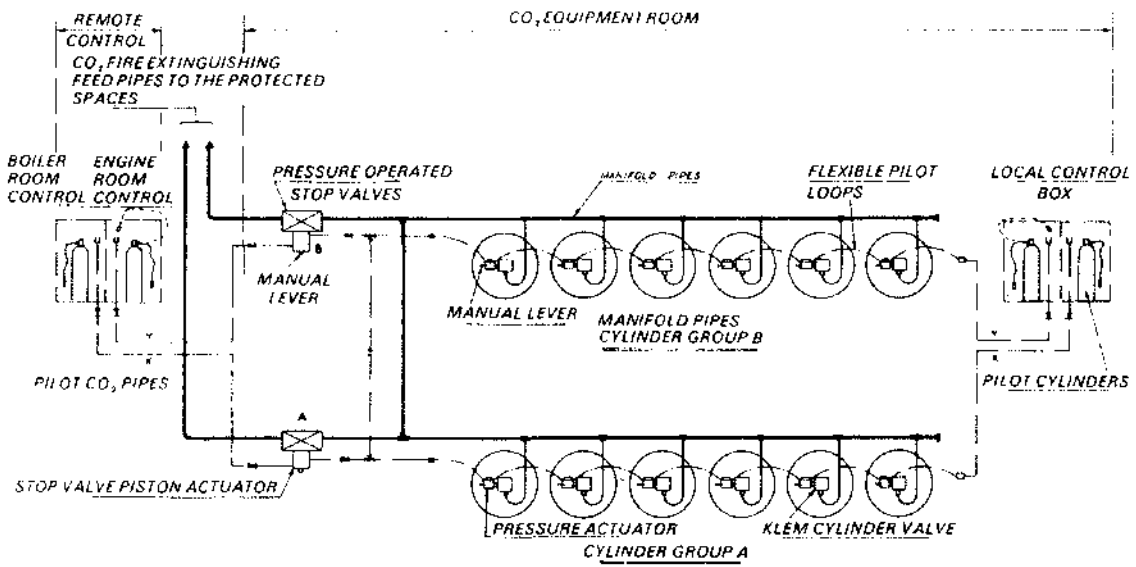 REMOTE
CONTROL
CO₂ EQUIPMENT ROOM
CO₂ FIRE EXTINGUISHING
FEED PIPES TO THE PROTECTED
SPACES
BOILER
ROOM
CONTROL
ENGINE
ROOM
CONTROL
PRESSURE OPERATED
STOP VALVES
MANIFOLD PIPES
FLEXIBLE PILOT
LOOPS
LOCAL CONTROL
BOX
B
MANUAL
LEVER
MANUAL LEVER
MANIFOLD PIPES
CYLINDER GROUP B
Y
X
Y
X
PILOT CO₂ PIPES
PILOT CYLINDERS
A
STOP VALVE PISTON ACTUATOR
PRESSURE ACTUATOR
KLEM CYLINDER VALVE
CYLINDER GROUP A